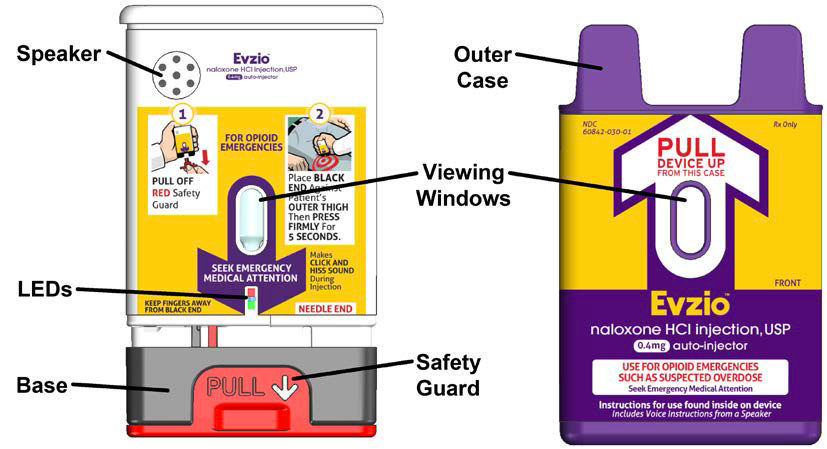 Speaker
Evzio™
naloxone HCl injection, USP
0.4mg auto-injector
1
PULL OFF
RED Safety
Guard
FOR OPIOID
EMERGENCIES
2
Place BLACK
END Against
Patient's
OUTER THIGH
Then PRESS
FIRMLY For
5 SECONDS.
SEEK EMERGENCY
MEDICAL ATTENTION
Makes
CLICK AND
HISS SOUND
During
Injection
KEEP FINGERS AWAY
FROM BLACK END
NEEDLE END
LEDs
Base
PULL
Safety
Guard
Viewing
Windows
Outer
Case
NDC
60842-030-01
Rx Only
PULL
DEVICE UP
FROM THIS CASE
FRONT
Evzio™
naloxone HCl injection, USP
0.4mg auto-injector
USE FOR OPIOID EMERGENCIES
SUCH AS SUSPECTED OVERDOSE
Seek Emergency Medical Attention
Instructions for use found inside on device
Includes Voice Instructions from a Speaker